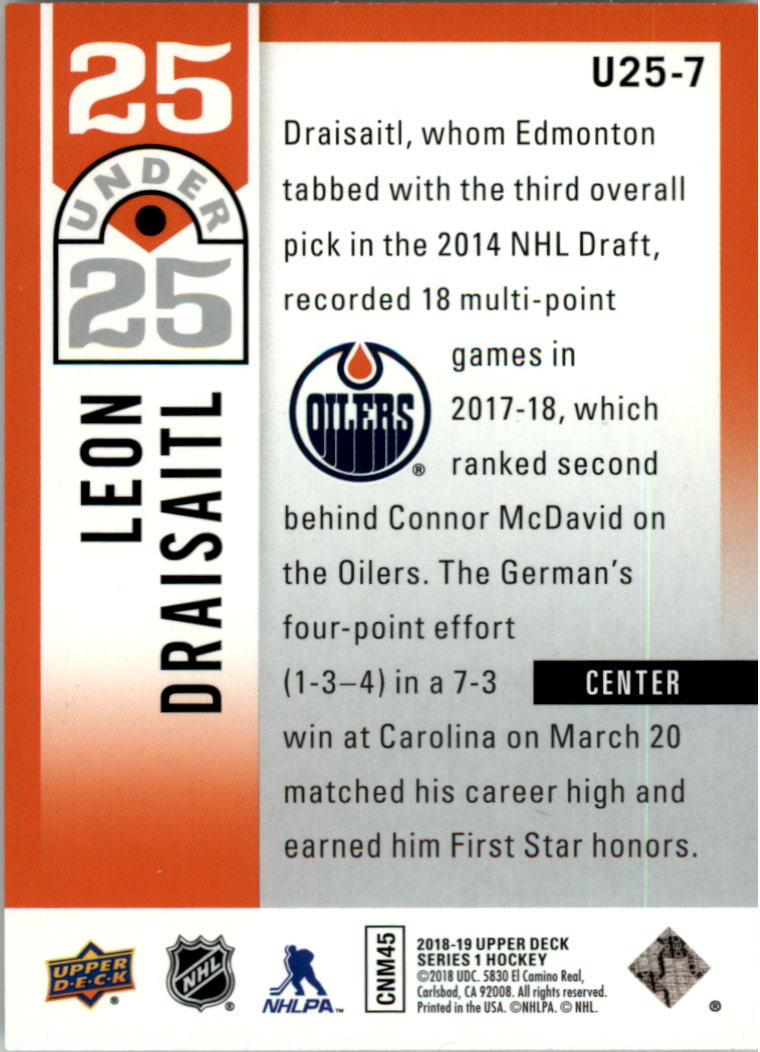 25
UNDER
25
LEON
DRAISAITL
U25-7
Draisaitl, whom Edmonton
tabbed with the third overall
pick in the 2014 NHL Draft,
recorded 18 multi-point
games in
2017-18, which
ranked second
behind Connor McDavid on
the Oilers. The German's
four-point effort
(1-3–4) in a 7-3
win at Carolina on March 20
matched his career high and
earned him First Star honors.
OILERS
®
CENTER
UPPER
D·E·C·K
®
NHL
®
NHLPA™
CNM45
2018-19 UPPER DECK
SERIES 1 HOCKEY
©2018 UDC. 5830 El Camino Real,
Carlsbad, CA 92008. All rights reserved.
Printed in the USA. ©NHLPA. © NHL.
®